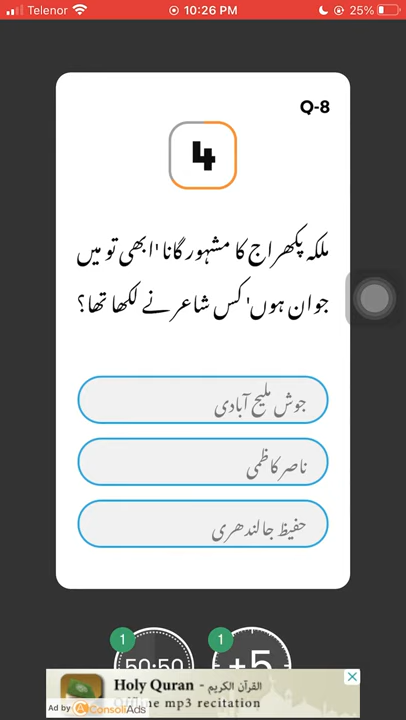 Telenor 10:26 PM 25%
Q-8
4
ملکہ پکھراج کا مشہور گانا 'ابھی تو میں
جوان ہوں' کس شاعر نے لکھا تھا؟
جوش ملیح آبادی
ناصر کاظمی
حفیظ جالندھری
1 1
50:50 +5
Holy Quran - القرآن الكريم
mp3 recitation
Ad by ConsoliAds